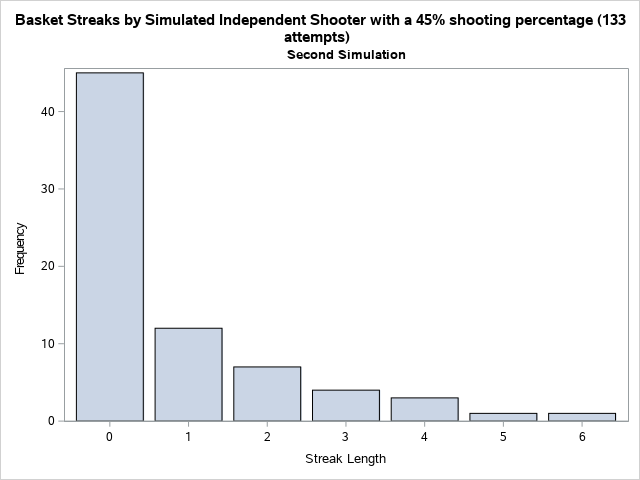 Basket Streaks by Simulated Independent Shooter with a 45% shooting percentage (133
attempts)
Second Simulation
Frequency
40
30
20
10
0
0 1 2 3 4 5 6
Streak Length